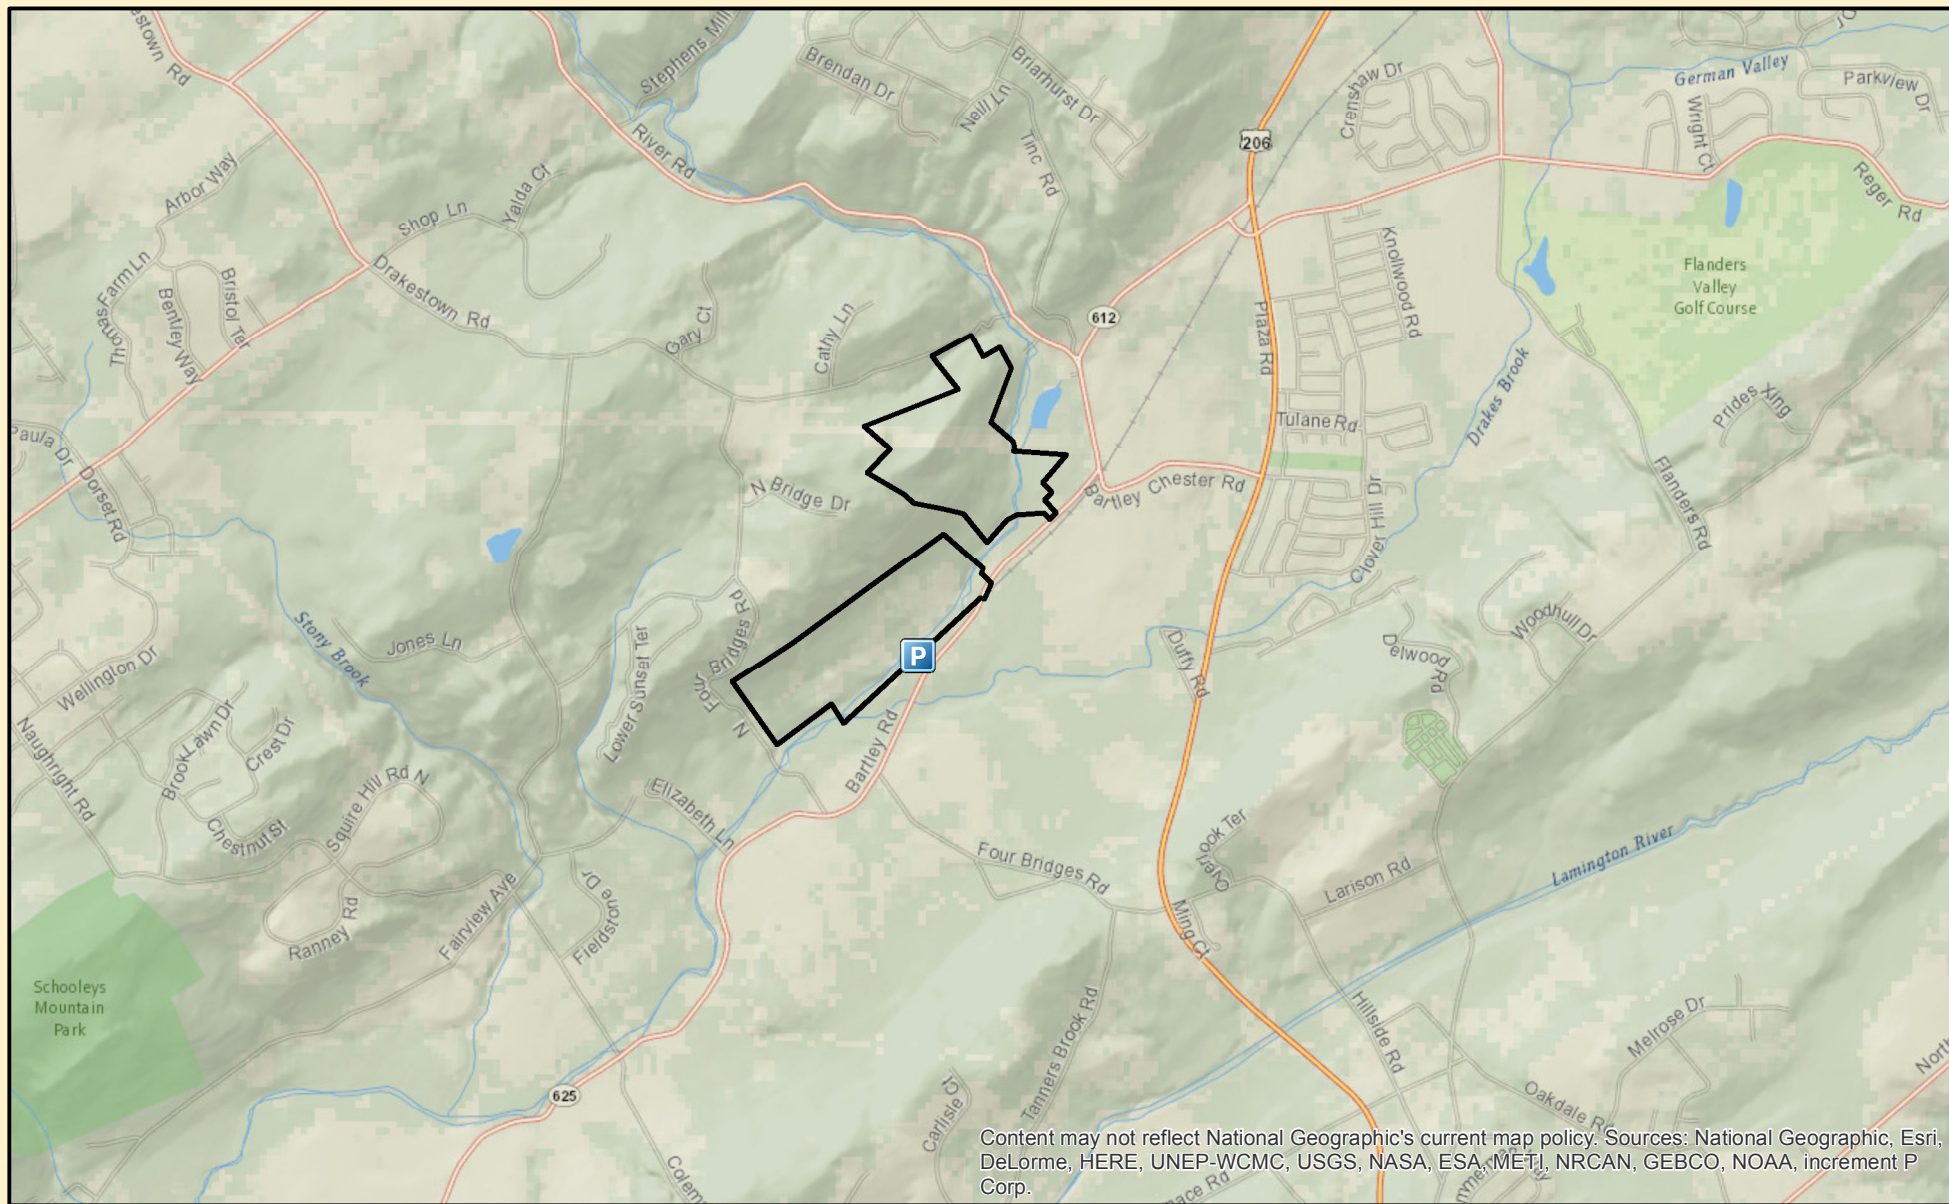 Stephens Mill
Brendan Dr
Briarhurst Dr
Neill Ln
Tinc Rd
River Rd
206
Crenshaw Dr
German Valley
Parkview Dr
Wright Ct
Reger Rd
Arbor Way
Yalda Ct
Shop Ln
Drakestown Rd
Thomas Farm Ln
Bentley Way
Bristol Ter
Gary Ct
Cathy Ln
612
Plaza Rd
Knollwood Rd
Flanders
Valley
Golf Course
Drakes Brook
Prides Xing
Tulane Rd
Paula Dr
Dorset Rd
N Bridge Dr
Bartley Chester Rd
Clover Hill Dr
Flanders Rd
Stony Brook
Jones Ln
Wellington Dr
Lower Sunset Ter
N Four Bridges Rd
P
Duffy Rd
Delwood Rd
Woodhull Dr
Naughright Rd
Brook Lawn Dr
Crest Dr
Chestnut St
Squire Hill Rd N
Elizabeth Ln
Bartley Rd
Four Bridges Rd
Overlook Ter
Larison Rd
Lamington River
Ranney Rd
Fairview Ave
Fieldstone Dr
Ming Ct
Schooleys
Mountain
Park
Tanners Brook Rd
Hillside Rd
Melrose Dr
North
625
Carlisle Ct
Oakdale Rd
Colem
Content may not reflect National Geographic's current map policy. Sources: National Geographic, Esri,
DeLorme, HERE, UNEP-WCMC, USGS, NASA, ESA, METI, NRCAN, GEBCO, NOAA, increment P
Corp.